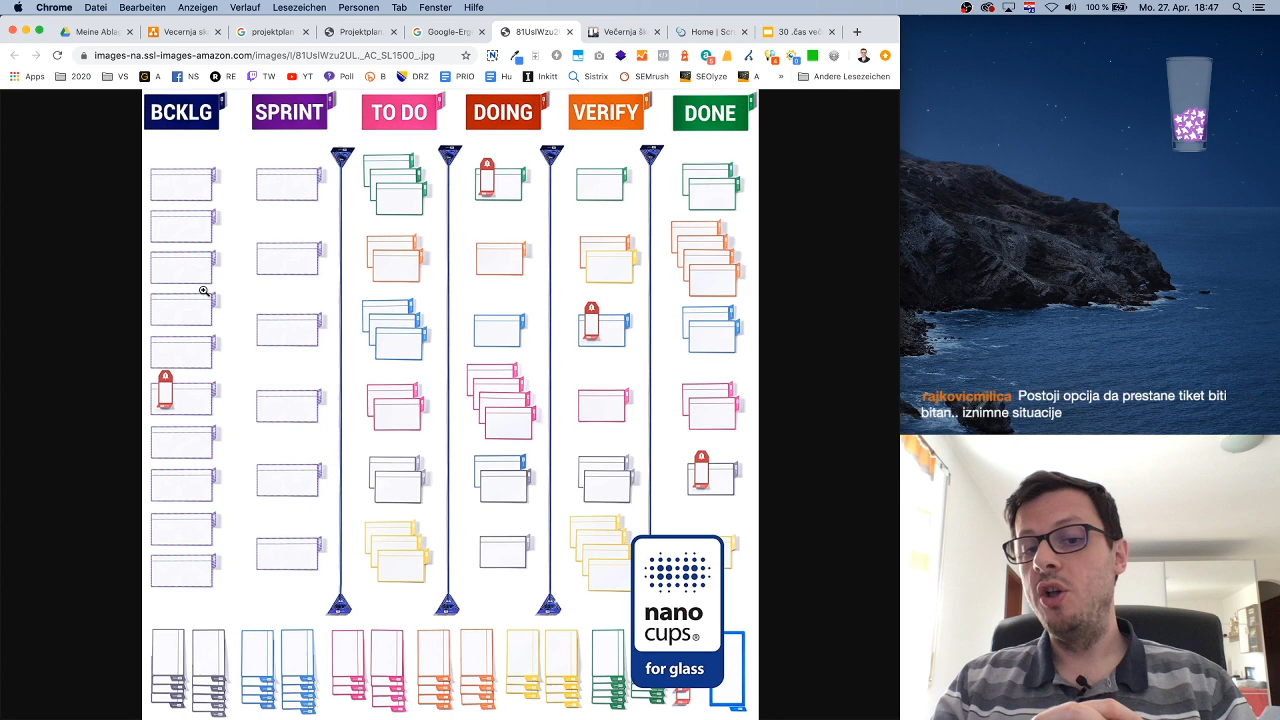 Chrome Datei Bearbeiten Anzeigen Verlauf Lesezeichen Personen Tab Fenster Hilfe
100 % Mo. 27. Apr. 18:47
Meine Ablag
Vecernja š
projektplan
Projektplan
Google-Erg
81UslWzu2
Večernja šk
Home | Scr
30 .čas več
images-na.ssl-images-amazon.com/images/I/81UslWzu2UL._AC_SL1500_.jpg
Apps 2020 VS G A NS RE TW YT Poll B DRZ PRIO Hu Inkitt Sistrix SEMrush SEOlyze A » Andere Lesezeichen
BCKLG SPRINT TO DO DOING VERIFY DONE
nano
cups®
for glass
rajkovicmilica Postoji opcija da prestane tiket biti
bitan.. iznimne situacije